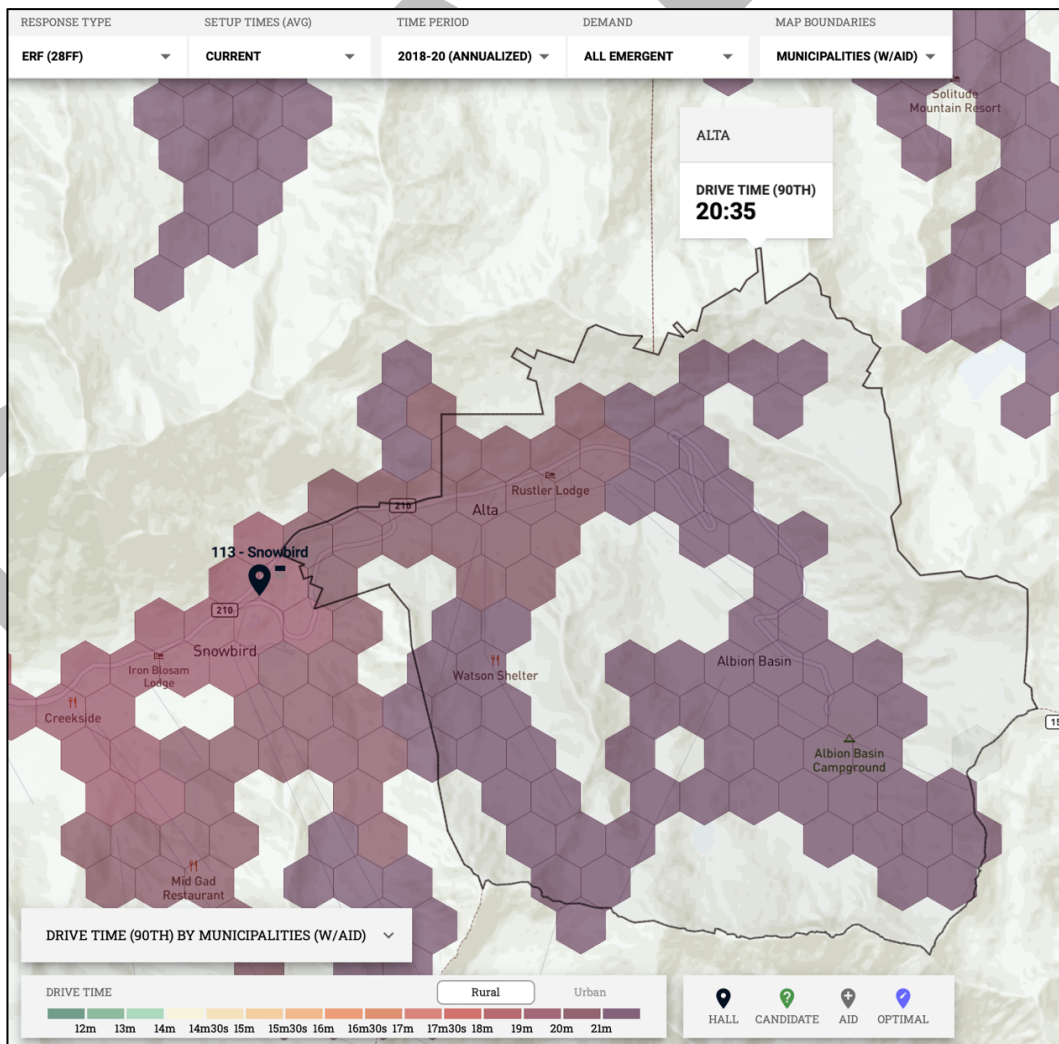 RESPONSE TYPE
SETUP TIMES (AVG)
TIME PERIOD
DEMAND
MAP BOUNDARIES
ERF (28FF)
CURRENT
2018-20 (ANNUALIZED)
ALL EMERGENT
MUNICIPALITIES (W/AID)
Solitude
Mountain Resort
ALTA
DRIVE TIME (90TH)
20:35
Rustler Lodge
210
Alta
113 - Snowbird
210
Snowbird
Iron Blosam
Lodge
Watson Shelter
Albion Basin
Creekside
15
Albion Basin
Campground
Mid Gad
Restaurant
DRIVE TIME (90TH) BY MUNICIPALITIES (W/AID)
DRIVE TIME
Rural
Urban
12m 13m 14m 14m30s 15m 15m30s 16m 16m30s 17m 17m30s 18m 19m 20m 21m
HALL
CANDIDATE
AID
OPTIMAL